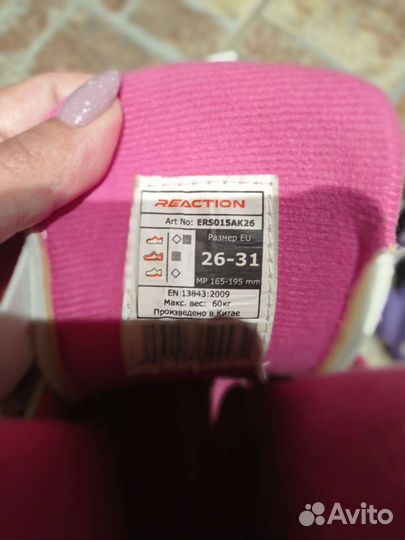 REACTION
Art No: ERS015AK26
Размер EU
26-31
MP 165-195 mm
EN 13843:2009
Макс. вес: 60кг
Произведено в Китае
Avito